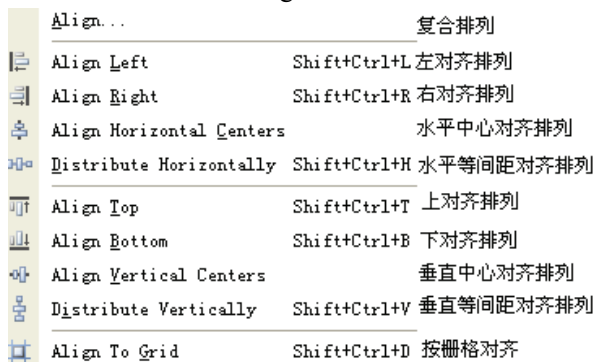 Align... 复合排列
Align Left Shift+Ctrl+L 左对齐排列
Align Right Shift+Ctrl+R 右对齐排列
Align Horizontal Centers 水平中心对齐排列
Distribute Horizontally Shift+Ctrl+H 水平等间距对齐排列
Align Top Shift+Ctrl+T 上对齐排列
Align Bottom Shift+Ctrl+B 下对齐排列
Align Vertical Centers 垂直中心对齐排列
Distribute Vertically Shift+Ctrl+V 垂直等间距对齐排列
Align To Grid Shift+Ctrl+D 按栅格对齐